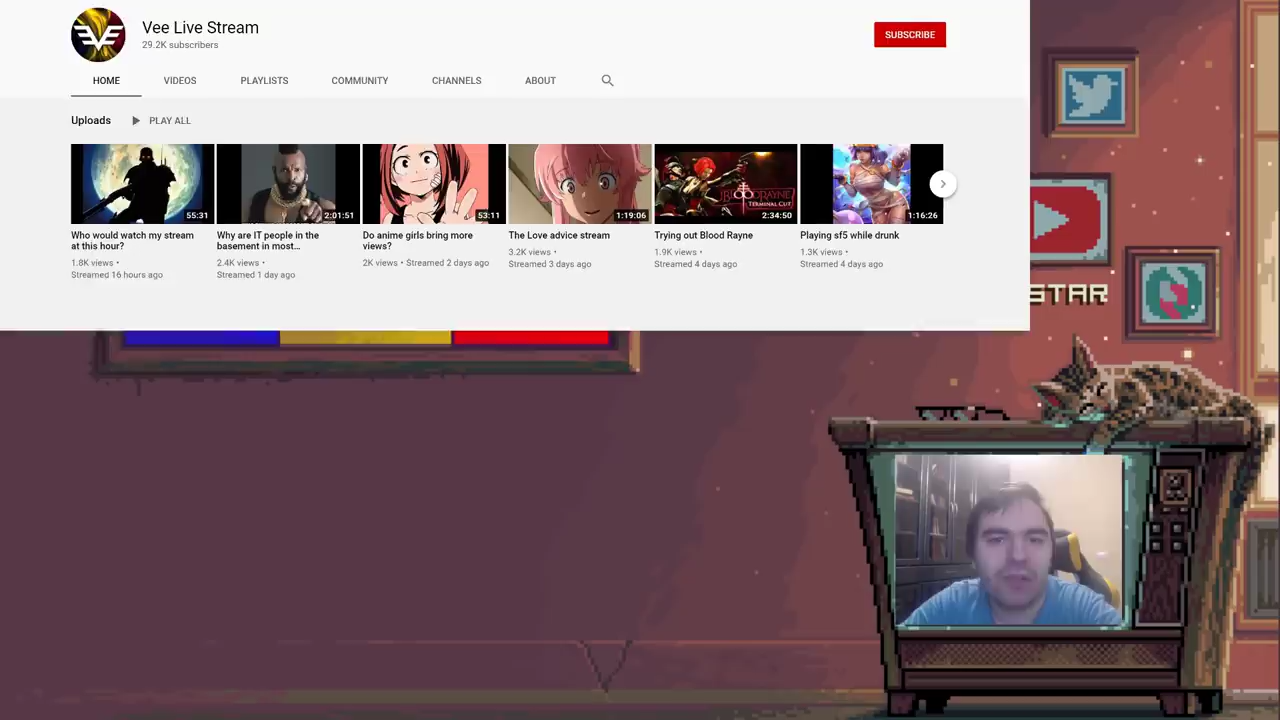 Vee Live Stream
29.2K subscribers
SUBSCRIBE
HOME
VIDEOS
PLAYLISTS
COMMUNITY
CHANNELS
ABOUT
Uploads
PLAY ALL
55:31
2:01:51
53:11
1:19:06
BLOODRAYNE
TERMINAL CUT
2:34:50
1:16:26
Who would watch my stream
at this hour?
1.8K views •
Streamed 16 hours ago
Why are IT people in the
basement in most...
2.4K views •
Streamed 1 day ago
Do anime girls bring more
views?
2K views • Streamed 2 days ago
The Love advice stream
3.2K views •
Streamed 3 days ago
Trying out Blood Rayne
1.9K views •
Streamed 4 days ago
Playing sf5 while drunk
1.3K views •
Streamed 4 days ago
STAR